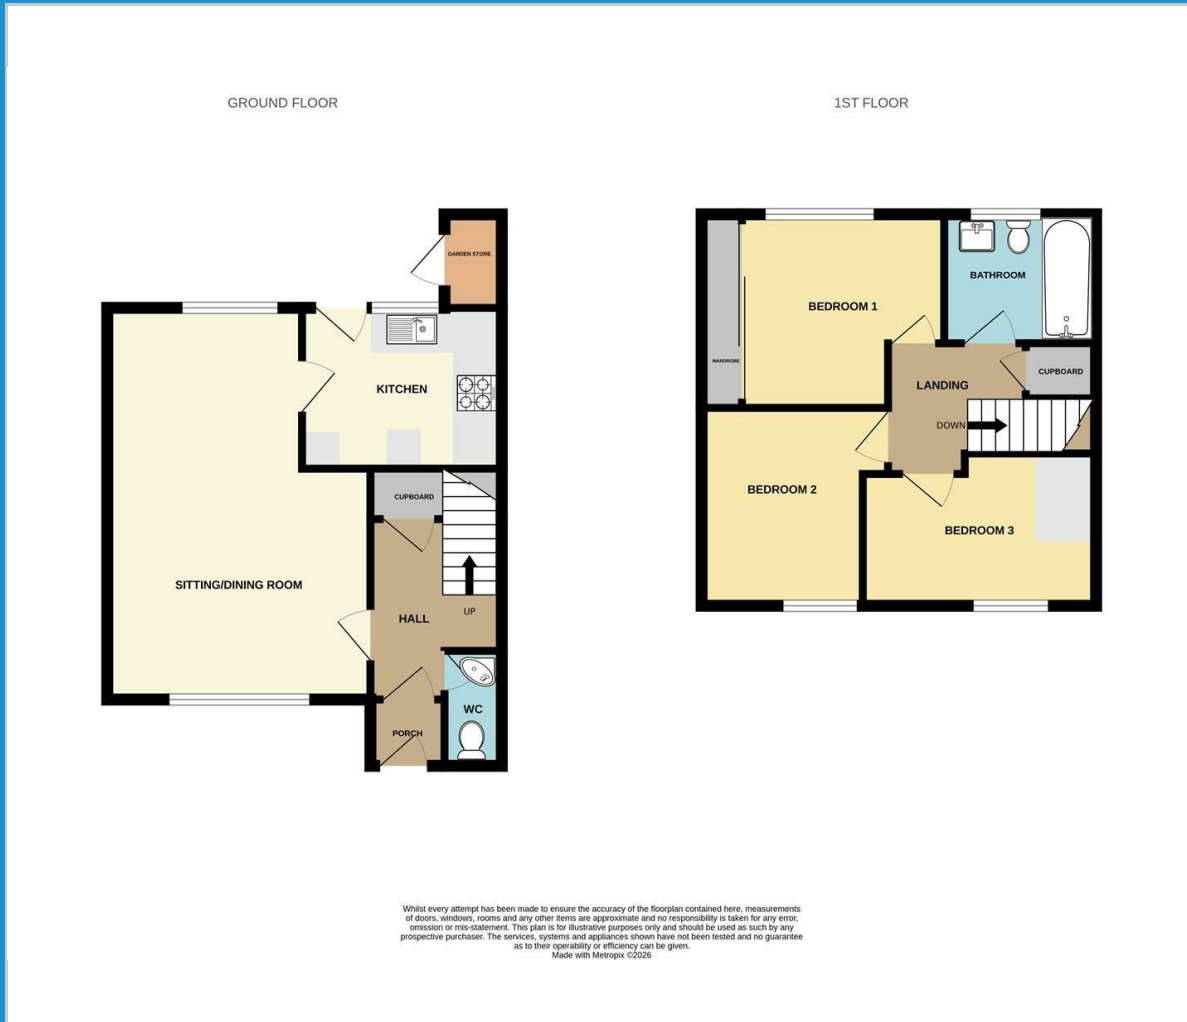 GROUND FLOOR
1ST FLOOR
GARDEN STORE
KITCHEN
CUPBOARD
SITTING/DINING ROOM
HALL
UP
WC
PORCH
BATHROOM
BEDROOM 1
WARDROBE
CUPBOARD
LANDING
DOWN
BEDROOM 2
BEDROOM 3
Whilst every attempt has been made to ensure the accuracy of the floorplan contained here, measurements
of doors, windows, rooms and any other items are approximate and no responsibility is taken for any error,
omission or mis-statement. This plan is for illustrative purposes only and should be used as such by any
prospective purchaser. The services, systems and appliances shown have not been tested and no guarantee
as to their operability or efficiency can be given.
Made with Metropix ©2026